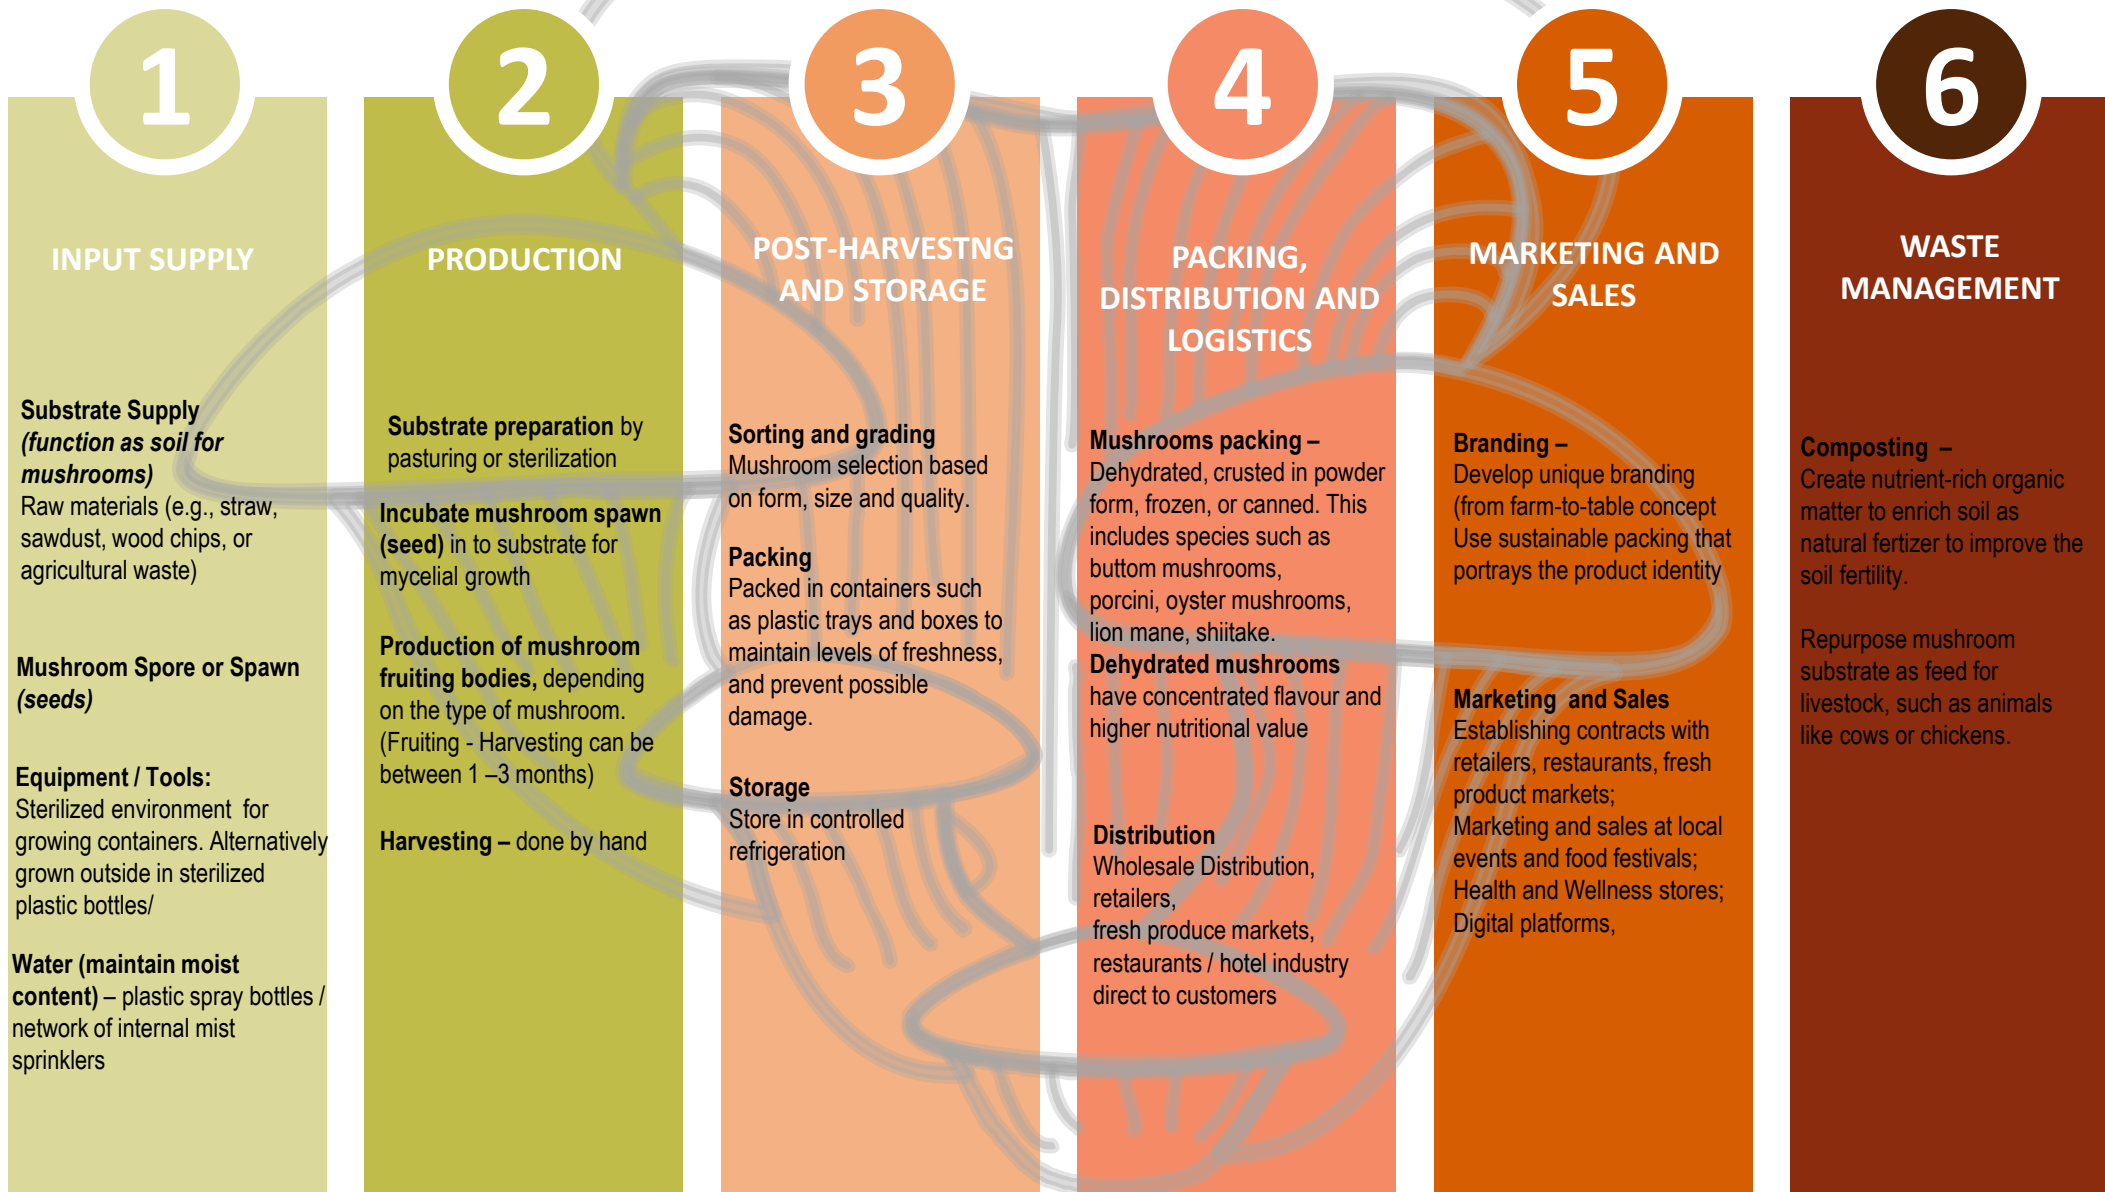 1
INPUT SUPPLY
Substrate Supply
(function as soil for
mushrooms)
Raw materials (e.g., straw,
sawdust, wood chips, or
agricultural waste)
Mushroom Spore or Spawn
(seeds)
Equipment / Tools:
Sterilized environment for
growing containers. Alternatively
grown outside in sterilized
plastic bottles/
Water (maintain moist
content) – plastic spray bottles /
network of internal mist
sprinklers
2
PRODUCTION
Substrate preparation by
pasturing or sterilization
Incubate mushroom spawn
(seed) in to substrate for
mycelial growth
Production of mushroom
fruiting bodies, depending
on the type of mushroom.
(Fruiting - Harvesting can be
between 1 –3 months)
Harvesting – done by hand
3
POST-HARVESTNG
AND STORAGE
Sorting and grading
Mushroom selection based
on form, size and quality.
Packing
Packed in containers such
as plastic trays and boxes to
maintain levels of freshness,
and prevent possible
damage.
Storage
Store in controlled
refrigeration
4
PACKING,
DISTRIBUTION AND
LOGISTICS
Mushrooms packing –
Dehydrated, crusted in powder
form, frozen, or canned. This
includes species such as
buttom mushrooms,
porcini, oyster mushrooms,
lion mane, shiitake.
Dehydrated mushrooms
have concentrated flavour and
higher nutritional value
Distribution
Wholesale Distribution,
retailers,
fresh produce markets,
restaurants / hotel industry
direct to customers
5
MARKETING AND
SALES
Branding –
Develop unique branding
(from farm-to-table concept
Use sustainable packing that
portrays the product identity
Marketing and Sales
Establishing contracts with
retailers, restaurants, fresh
product markets;
Marketing and sales at local
events and food festivals;
Health and Wellness stores;
Digital platforms,
6
WASTE
MANAGEMENT
Composting –
Create nutrient-rich organic
matter to enrich soil as
natural fertizer to improve the
soil fertility.
Repurpose mushroom
substrate as feed for
livestock, such as animals
like cows or chickens.